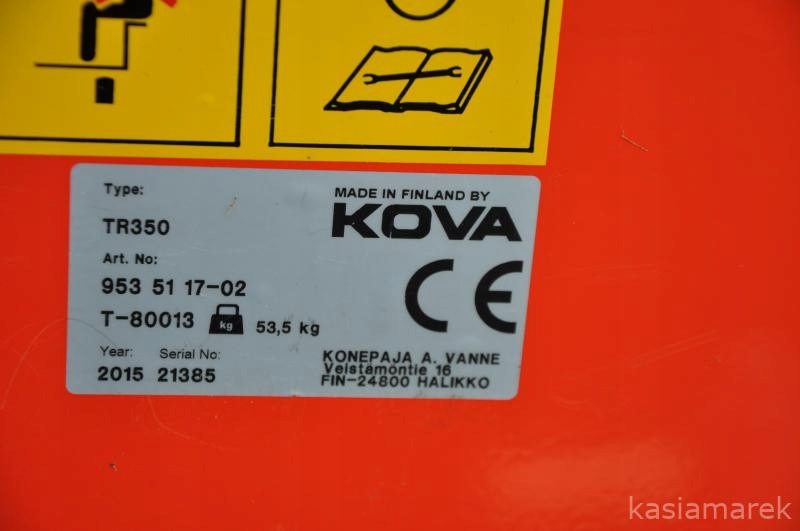 Type:
TR350
Art. No:
953 51 17-02
T-80013 kg 53,5 kg
Year: Serial No:
2015 21385
MADE IN FINLAND BY
KOVA
CE
KONEPAJA A. VANNE
Veistämöntie 16
FIN-24800 HALIKKO
kasiamarek